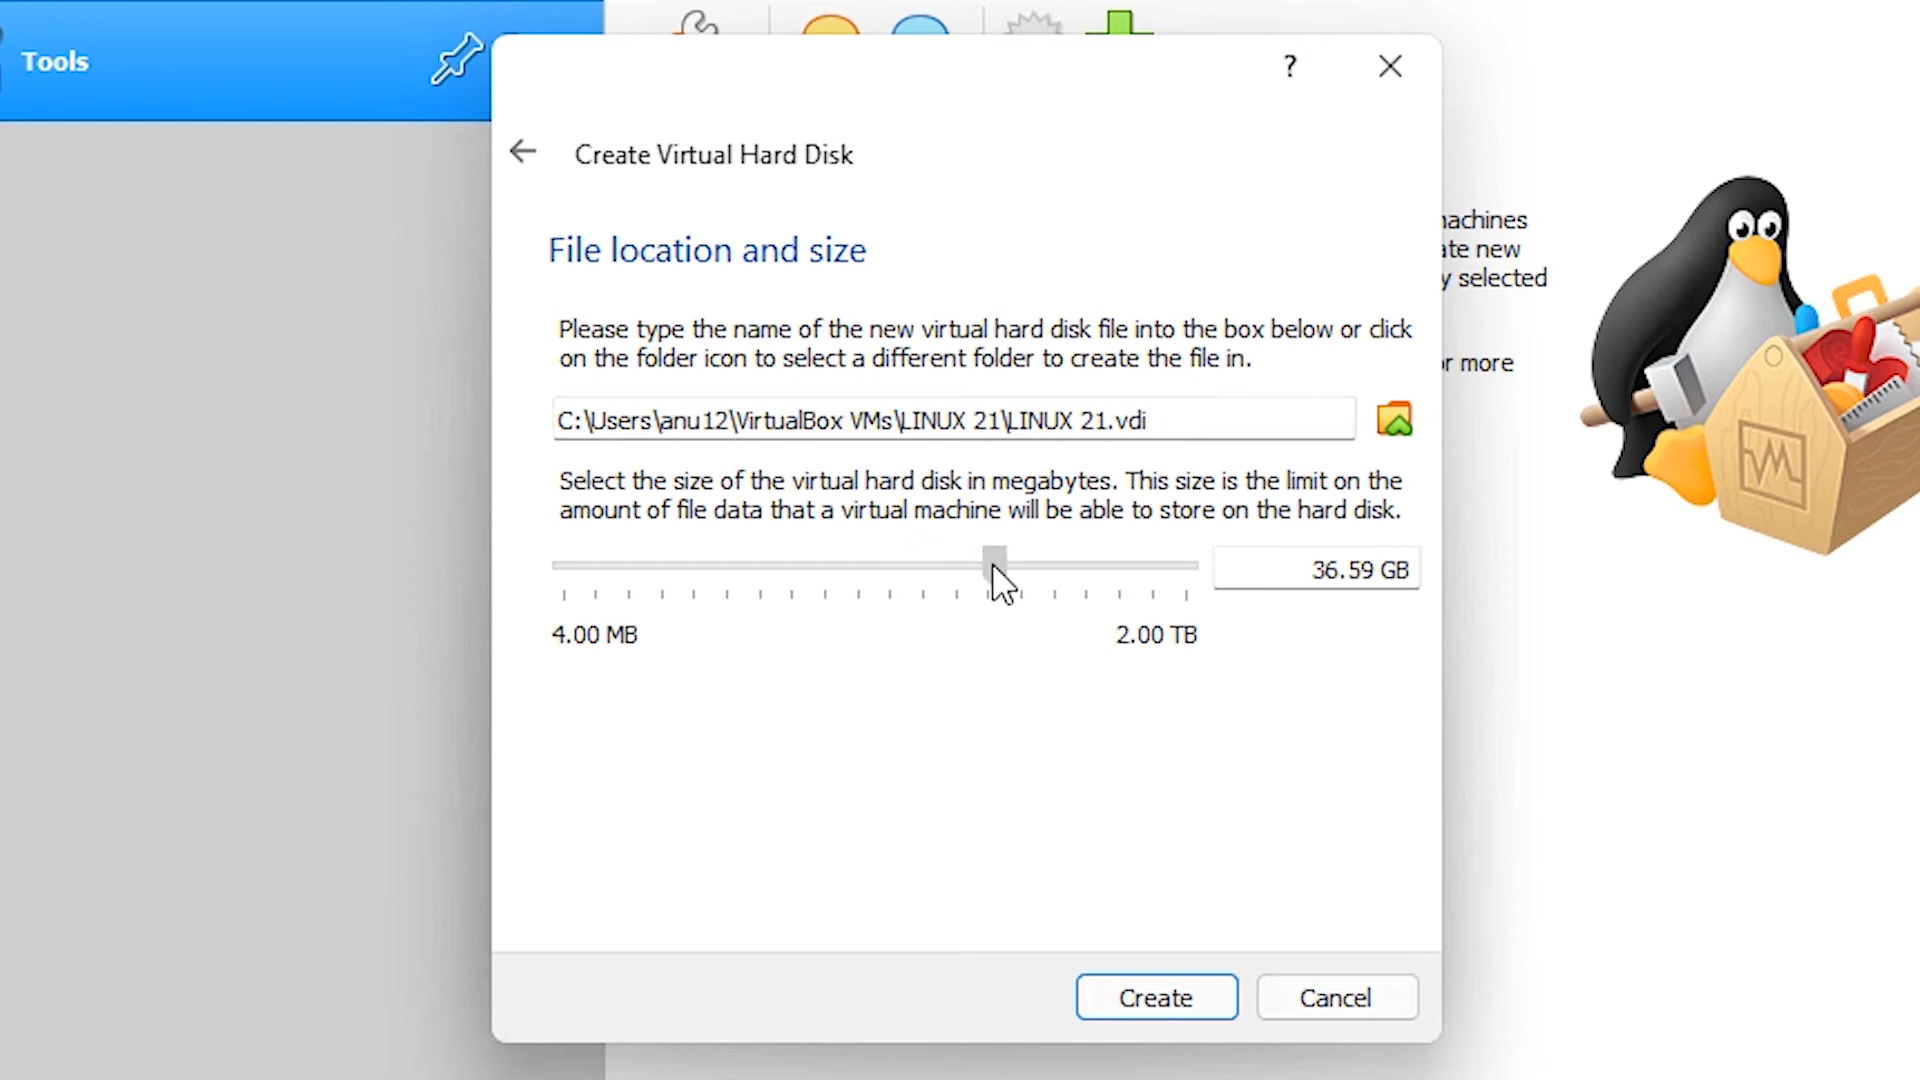 Tools
?
Create Virtual Hard Disk
File location and size
Please type the name of the new virtual hard disk file into the box below or click
on the folder icon to select a different folder to create the file in.
C:\Users\anu12\VirtualBox VMs\LINUX 21\LINUX 21.vdi
Select the size of the virtual hard disk in megabytes. This size is the limit on the
amount of file data that a virtual machine will be able to store on the hard disk.
36.59 GB
4.00 MB
2.00 TB
Create
Cancel
achines
ate new
y selected
or more